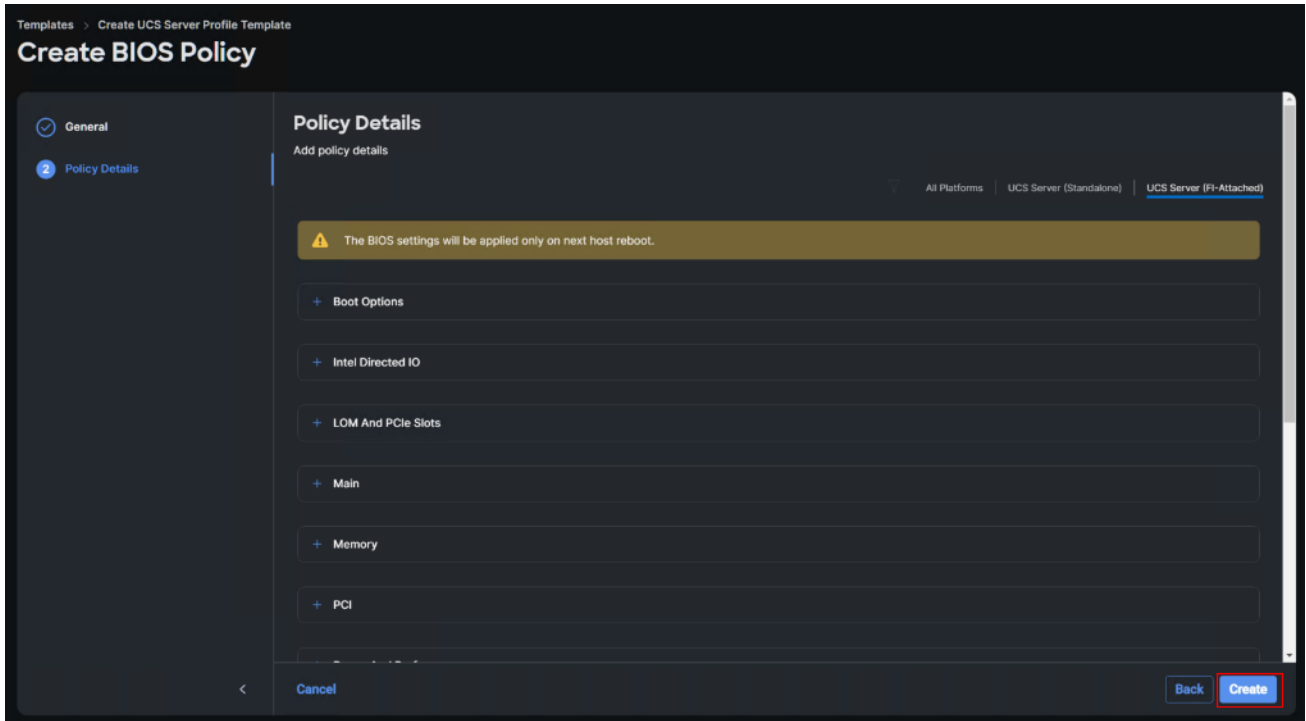 Templates > Create UCS Server Profile Template
Create BIOS Policy
General
2 Policy Details
Policy Details
Add policy details
All Platforms | UCS Server (Standalone) | UCS Server (FI-Attached)
The BIOS settings will be applied only on next host reboot.
+ Boot Options
+ Intel Directed IO
+ LOM And PCIe Slots
+ Main
+ Memory
+ PCI
Cancel
Back
Create